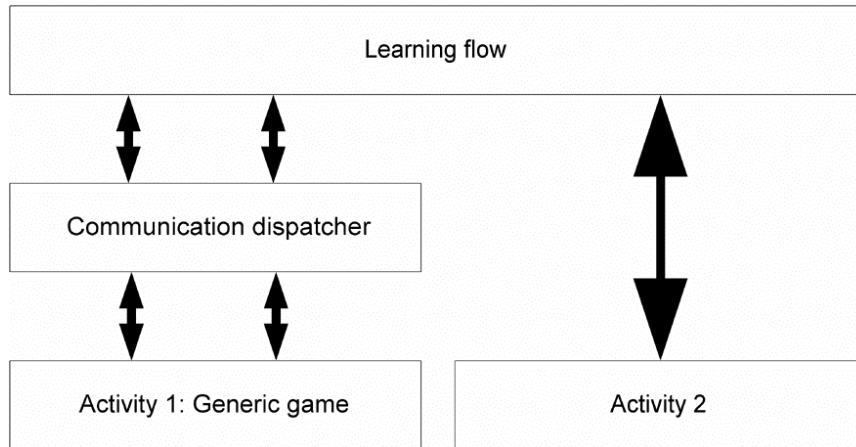 Learning flow
Communication dispatcher
Activity 1: Generic game
Activity 2